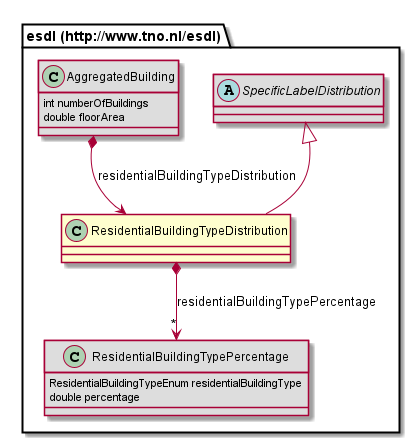 esdl (http://www.tno.nl/esdl)
C AggregatedBuilding
int numberOfBuildings
double floorArea
A SpecificLabelDistribution
residentialBuildingTypeDistribution
C ResidentialBuildingTypeDistribution
residentialBuildingTypePercentage
*
C ResidentialBuildingTypePercentage
ResidentialBuildingTypeEnum residentialBuildingType
double percentage